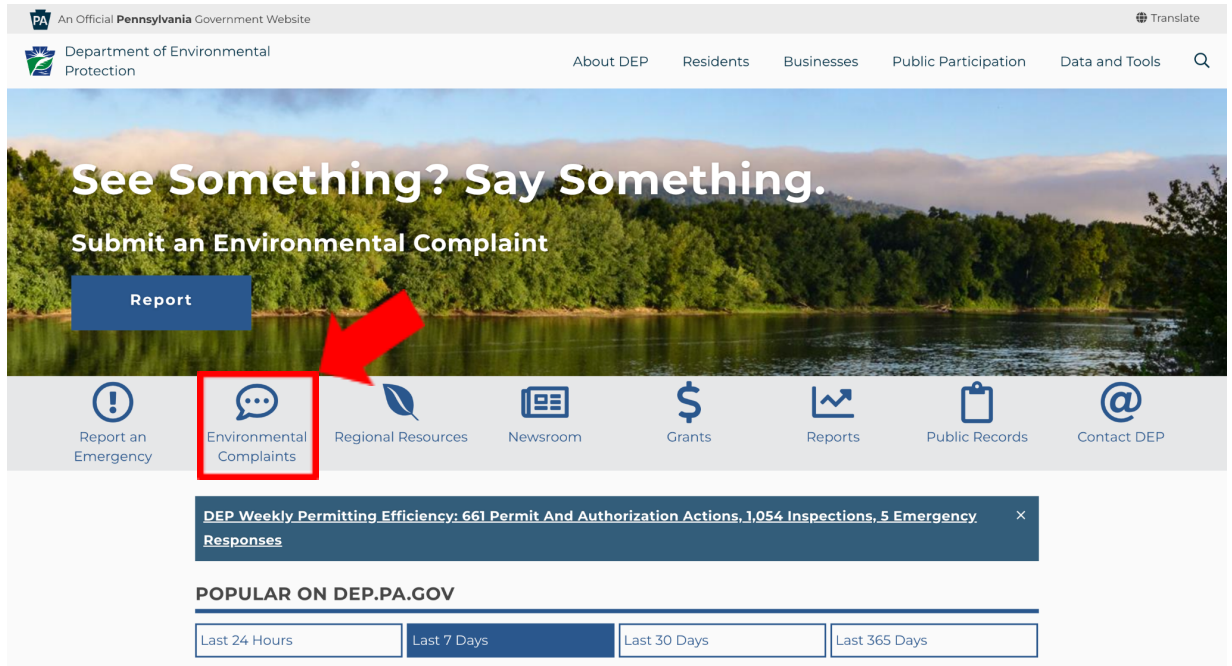 PA An Official Pennsylvania Government Website
Translate
Department of Environmental
Protection
About DEP Residents Businesses Public Participation Data and Tools
See Something? Say Something.
Submit an Environmental Complaint
Report
Report an
Emergency
Environmental
Complaints
Regional Resources
Newsroom
Grants
Reports
Public Records
Contact DEP
DEP Weekly Permitting Efficiency: 661 Permit And Authorization Actions, 1,054 Inspections, 5 Emergency
Responses
POPULAR ON DEP.PA.GOV
Last 24 Hours Last 7 Days Last 30 Days Last 365 Days